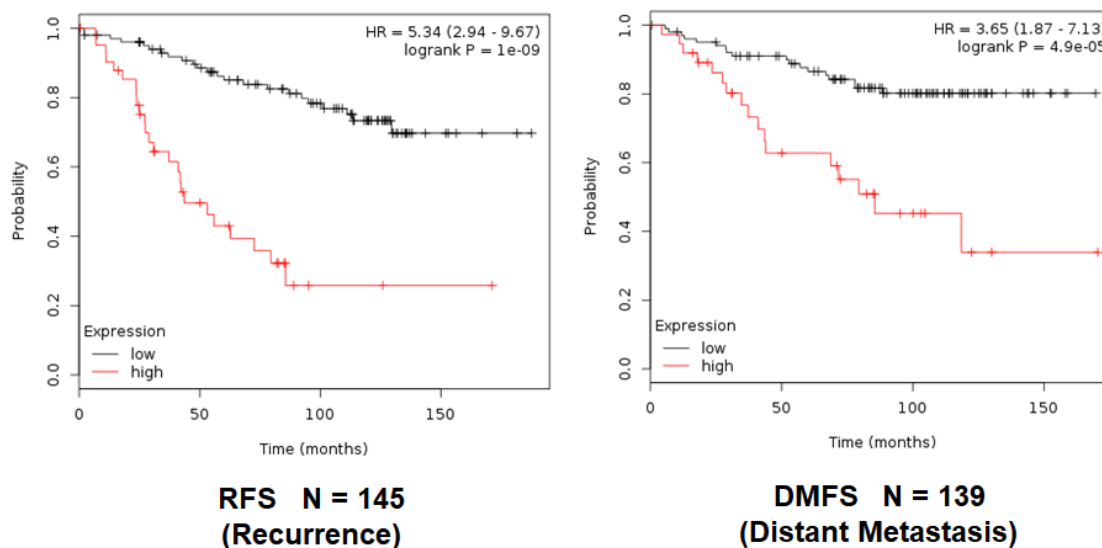 HR = 5.34 (2.94 - 9.67)
logrank P = 1e-09
Probability
1.0
0.8
0.6
0.4
0.2
0.0
Expression
low
high
0 50 100 150
Time (months)
RFS N = 145
(Recurrence)
HR = 3.65 (1.87 - 7.13)
logrank P = 4.9e-05
Probability
1.0
0.8
0.6
0.4
0.2
0.0
Expression
low
high
0 50 100 150
Time (months)
DMFS N = 139
(Distant Metastasis)